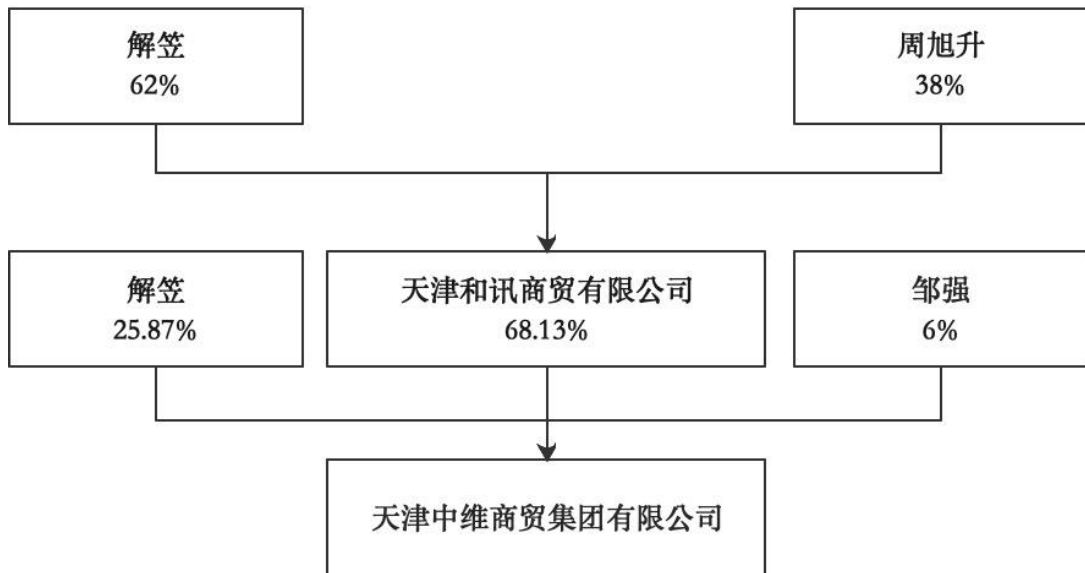 解笠
62%
周旭升
38%
解笠
25.87%
天津和讯商贸有限公司
68.13%
邹强
6%
天津中维商贸集团有限公司